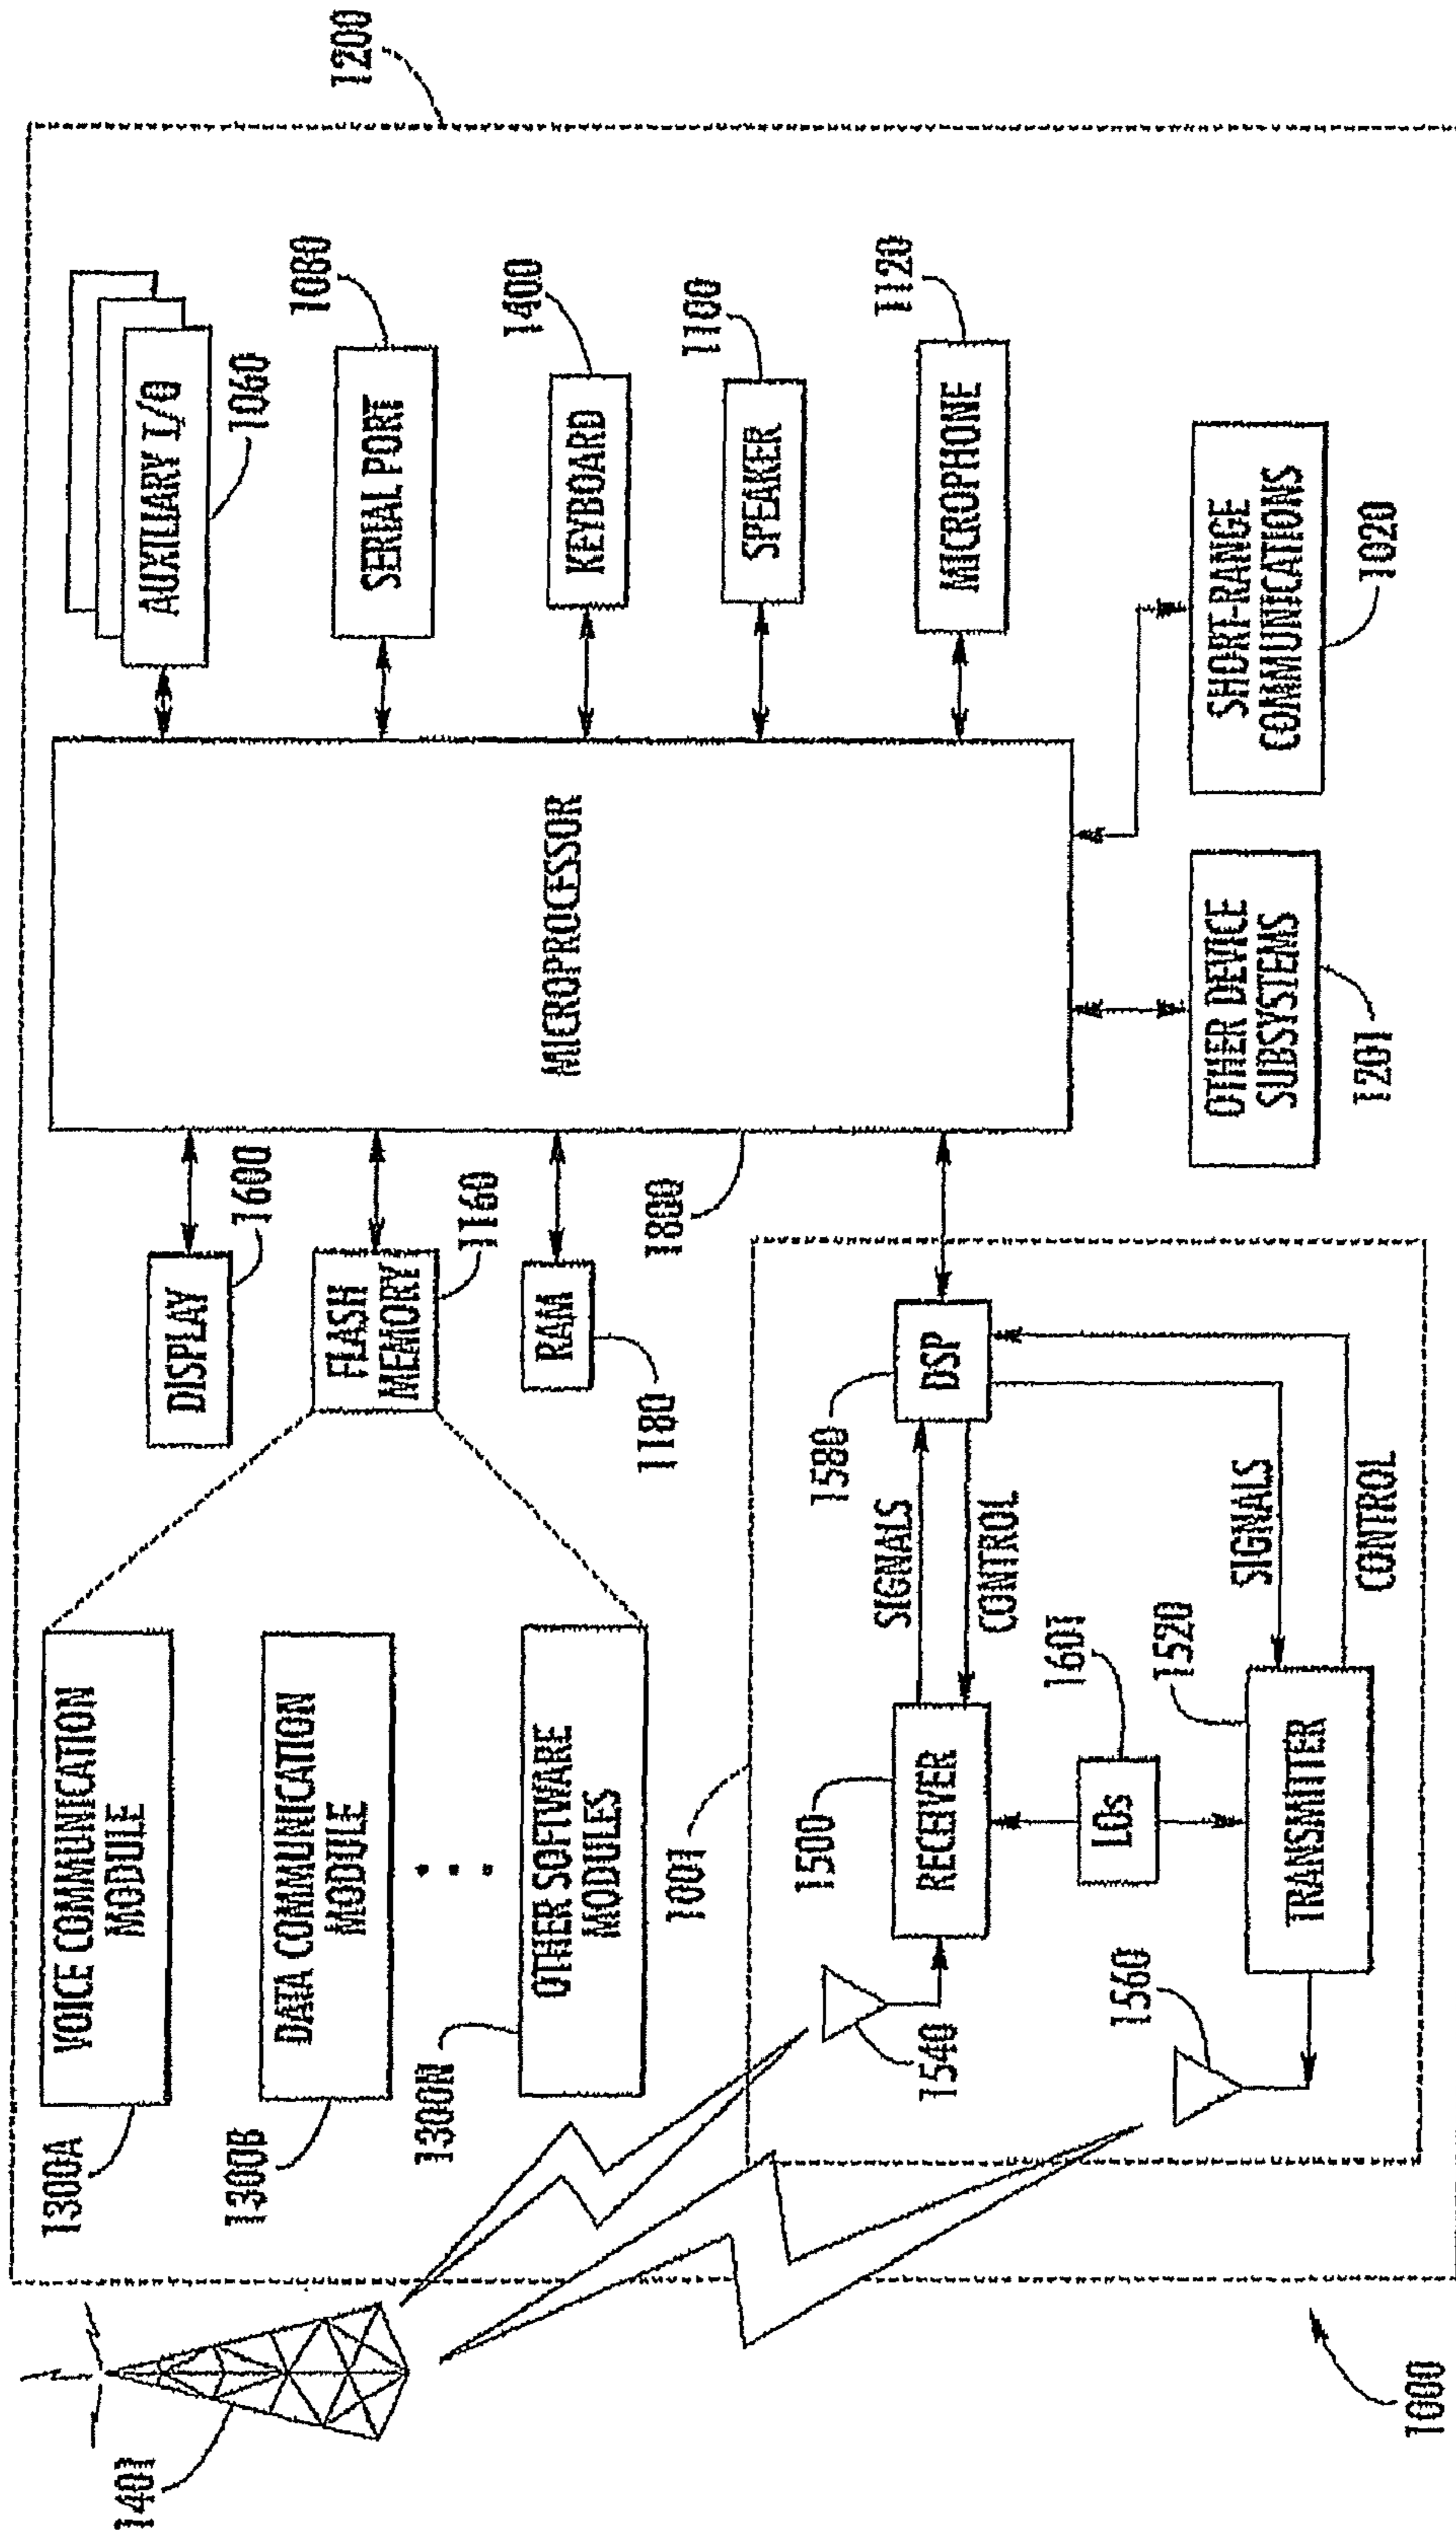 1200
AUXILIARY I/O
1060
SERIAL PORT
1080
KEYBOARD
1400
SPEAKER
1100
MICROPHONE
1120
SHORT-RANGE
COMMUNICATIONS
1020
MICROPROCESSOR
1800
OTHER DEVICE
SUBSYSTEMS
1201
DISPLAY
1600
FLASH
MEMORY
1160
RAM
1180
VOICE COMMUNICATION
MODULE
1300A
DATA COMMUNICATION
MODULE
1300B
OTHER SOFTWARE
MODULES
1300N
1001
DSP
1580
SIGNALS
CONTROL
RECEIVER
1500
LOs
1601
SIGNALS
CONTROL
TRANSMITTER
1520
1540
1560
1401
1000